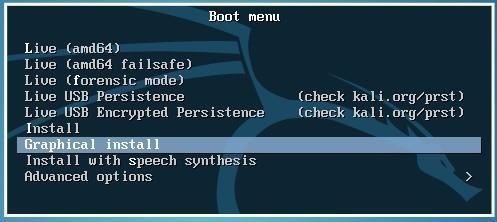 Boot menu
Live (amd64)
Live (amd64 failsafe)
Live (forensic mode)
Live USB Persistence (check kali.org/prst)
Live USB Encrypted Persistence (check kali.org/prst)
Install
Graphical install
Install with speech synthesis
Advanced options >